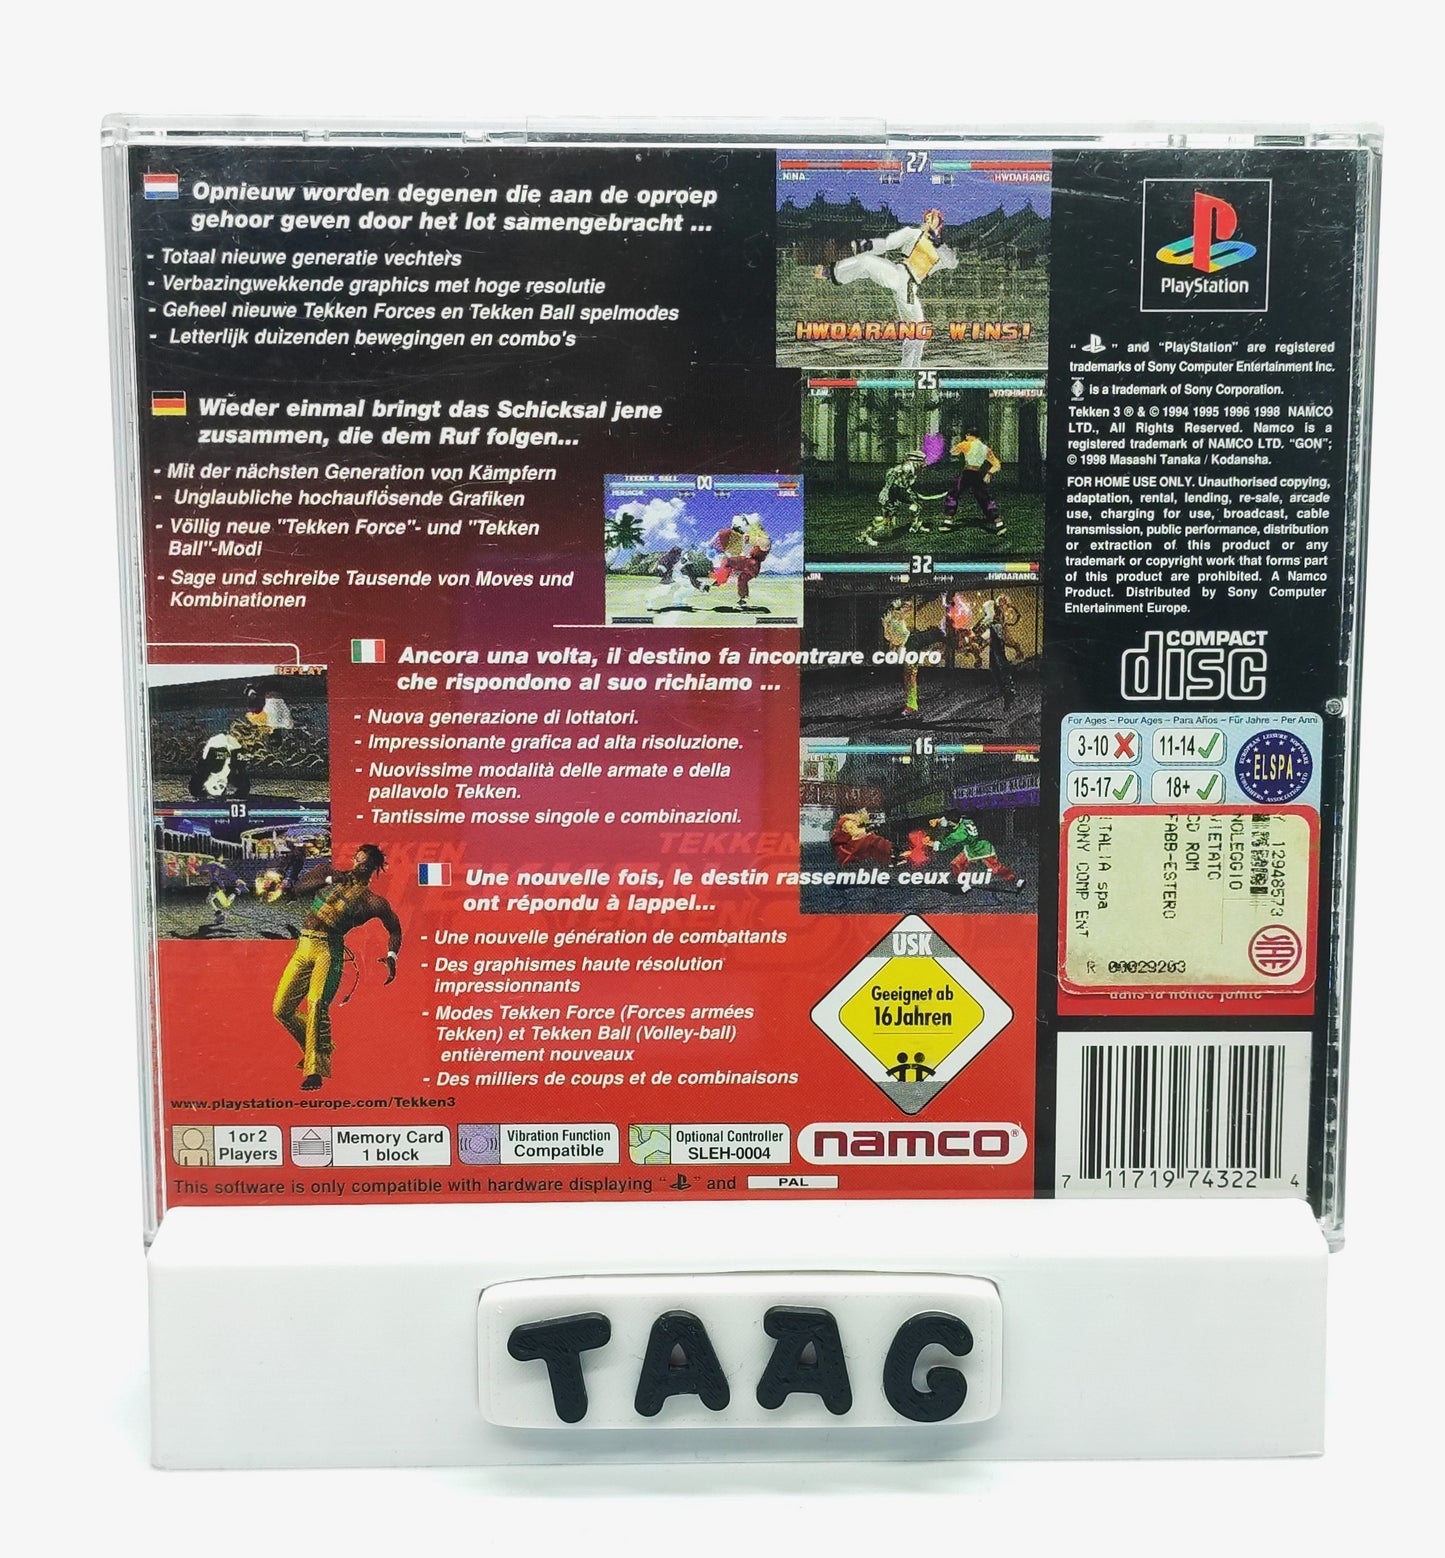 Opnieuw worden degenen die aan de oproep
gehoor geven door het lot samengebracht ...
- Totaal nieuwe generatie vechters
- Verbazingwekkende graphics met hoge resolutie
- Geheel nieuwe Tekken Forces en Tekken Ball spelmodes
- Letterlijk duizenden bewegingen en combo's
Wieder einmal bringt das Schicksal jene
zusammen, die dem Ruf folgen...
- Mit der nächsten Generation von Kämpfern
- Unglaubliche hochauflösende Grafiken
- Völlig neue "Tekken Force"- und "Tekken
Ball"-Modi
- Sage und schreibe Tausende von Moves und
Kombinationen
Ancora una volta, il destino fa incontrare coloro
che rispondono al suo richiamo ...
- Nuova generazione di lottatori.
- Impressionante grafica ad alta risoluzione.
- Nuovissime modalità delle armate e della
pallavolo Tekken.
- Tantissime mosse singole e combinazioni.
Une nouvelle fois, le destin rassemble ceux qui
ont répondu à lappel...
- Une nouvelle génération de combattants
- Des graphismes haute résolution
impressionnants
- Modes Tekken Force (Forces armées
Tekken) et Tekken Ball (Volley-ball)
entièrement nouveaux
- Des milliers de coups et de combinaisons
www.playstation-europe.com/Tekken3
27
NINA
HWOARANG
HWOARANG WINS!
25
LAW
YOSHIMITSU
TEKKEN BALL
PAUL
32
JIN
HWOARANG
16
PAUL
REPLAY
03
TEKKEN
TEKKEN
USK
Geeignet ab
16 Jahren
1 or 2
Players
Memory Card
1 block
Vibration Function
Compatible
Optional Controller
SLEH-0004
namco®
This software is only compatible with hardware displaying " " and PAL
PlayStation
" " and "PlayStation" are registered
trademarks of Sony Computer Entertainment Inc.
is a trademark of Sony Corporation.
Tekken 3 ® & © 1994 1995 1996 1998 NAMCO
LTD., All Rights Reserved. Namco is a
registered trademark of NAMCO LTD. "GON";
© 1998 Masashi Tanaka / Kodansha.
FOR HOME USE ONLY. Unauthorised copying,
adaptation, rental, lending, re-sale, arcade
use, charging for use, broadcast, cable
transmission, public performance, distribution
or extraction of this product or any
trademark or copyright work that forms part
of this product are prohibited. A Namco
Product. Distributed by Sony Computer
Entertainment Europe.
COMPACT
disc
For Ages – Pour Ages – Para Años – Für Jahre – Per Anni
3-10
11-14
15-17
18+
EUROPEAN LEISURE SOFTWARE
ELSPA
PUBLISHERS ASSOCIATION LTD
12948573
NOLEGGIO
VIETATO
CD ROM
FABB-ESTERO
ITALIA spa
SONY COMP ENT
R 00029203
SIAE
dans la notice jointe
7 11719 74322 4
TAAG